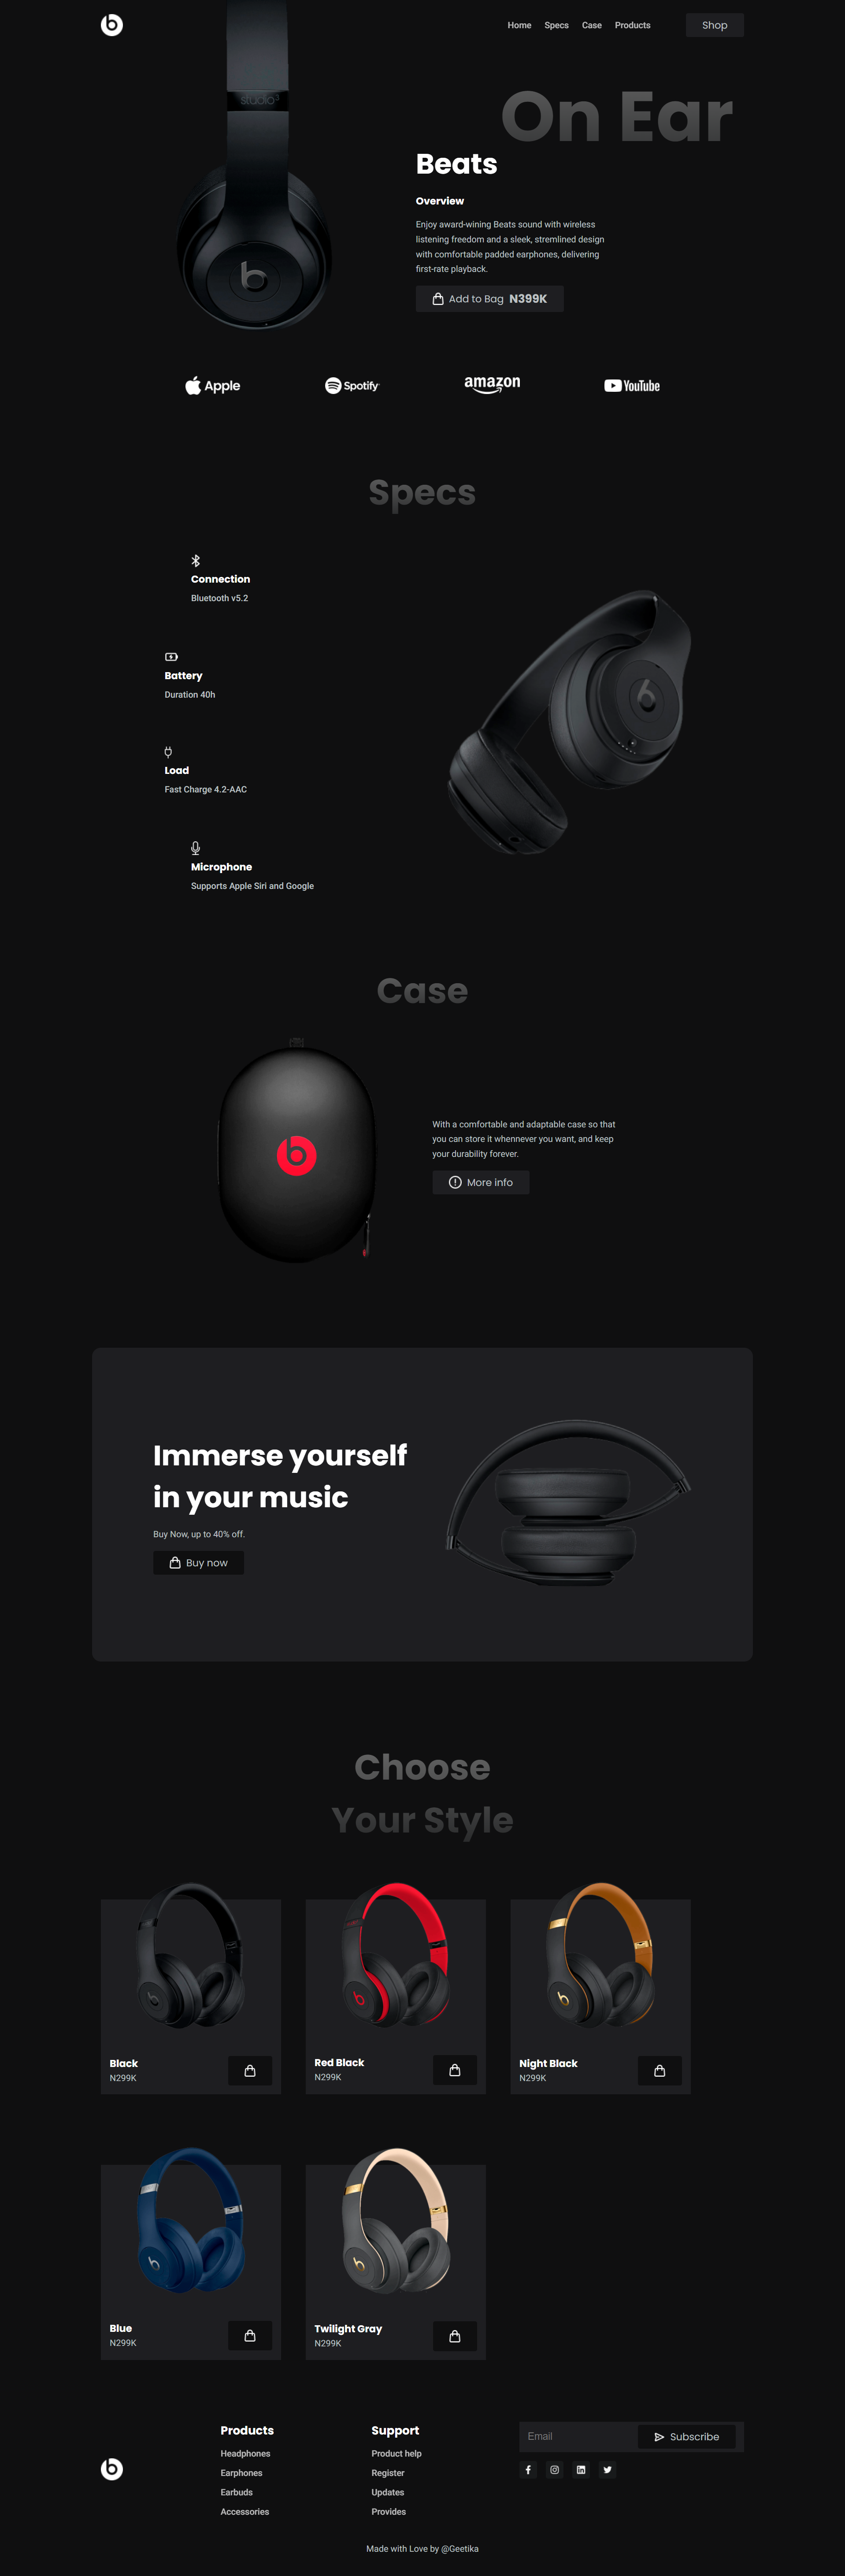 Home Specs Case Products Shop
studio3
On Ear
Beats
Overview
Enjoy award-wining Beats sound with wireless
listening freedom and a sleek, stremlined design
with comfortable padded earphones, delivering
first-rate playback.
Add to Bag N399K
Apple Spotify amazon YouTube
Specs
Connection
Bluetooth v5.2
Battery
Duration 40h
Load
Fast Charge 4.2-AAC
Microphone
Supports Apple Siri and Google
Case
With a comfortable and adaptable case so that
you can store it whennever you want, and keep
your durability forever.
More info
Immerse yourself
in your music
Buy Now, up to 40% off.
Buy now
Choose
Your Style
Black
N299K
Red Black
N299K
Night Black
N299K
Blue
N299K
Twilight Gray
N299K
Products
Headphones
Earphones
Earbuds
Accessories
Support
Product help
Register
Updates
Provides
Email Subscribe
Made with Love by @Geetika